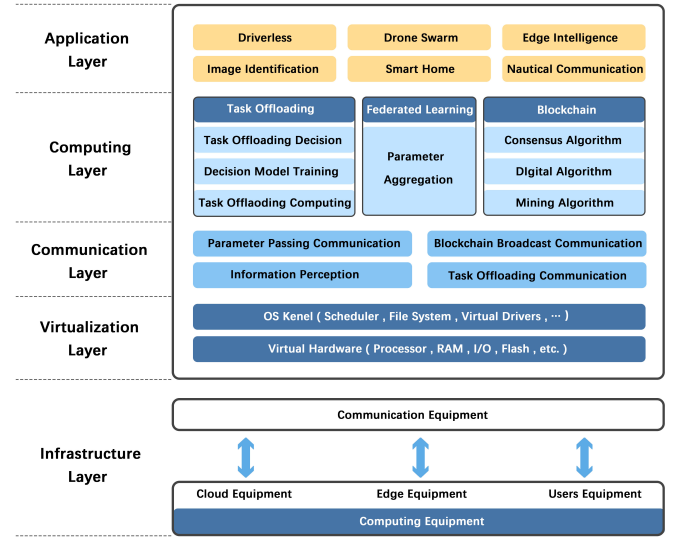 Application
Layer
Driverless
Drone Swarm
Edge Intelligence
Image Identification
Smart Home
Nautical Communication
Computing
Layer
Task Offloading
Task Offloading Decision
Decision Model Training
Task Offlaoding Computing
Federated Learning
Parameter
Aggregation
Blockchain
Consensus Algorithm
DIgital Algorithm
Mining Algorithm
Communication
Layer
Parameter Passing Communication
Blockchain Broadcast Communication
Information Perception
Task Offloading Communication
Virtualization
Layer
OS Kenel ( Scheduler , File System , Virtual Drivers , ··· )
Virtual Hardware ( Processor , RAM , I/O , Flash , etc. )
Infrastructure
Layer
Communication Equipment
Cloud Equipment
Edge Equipment
Users Equipment
Computing Equipment